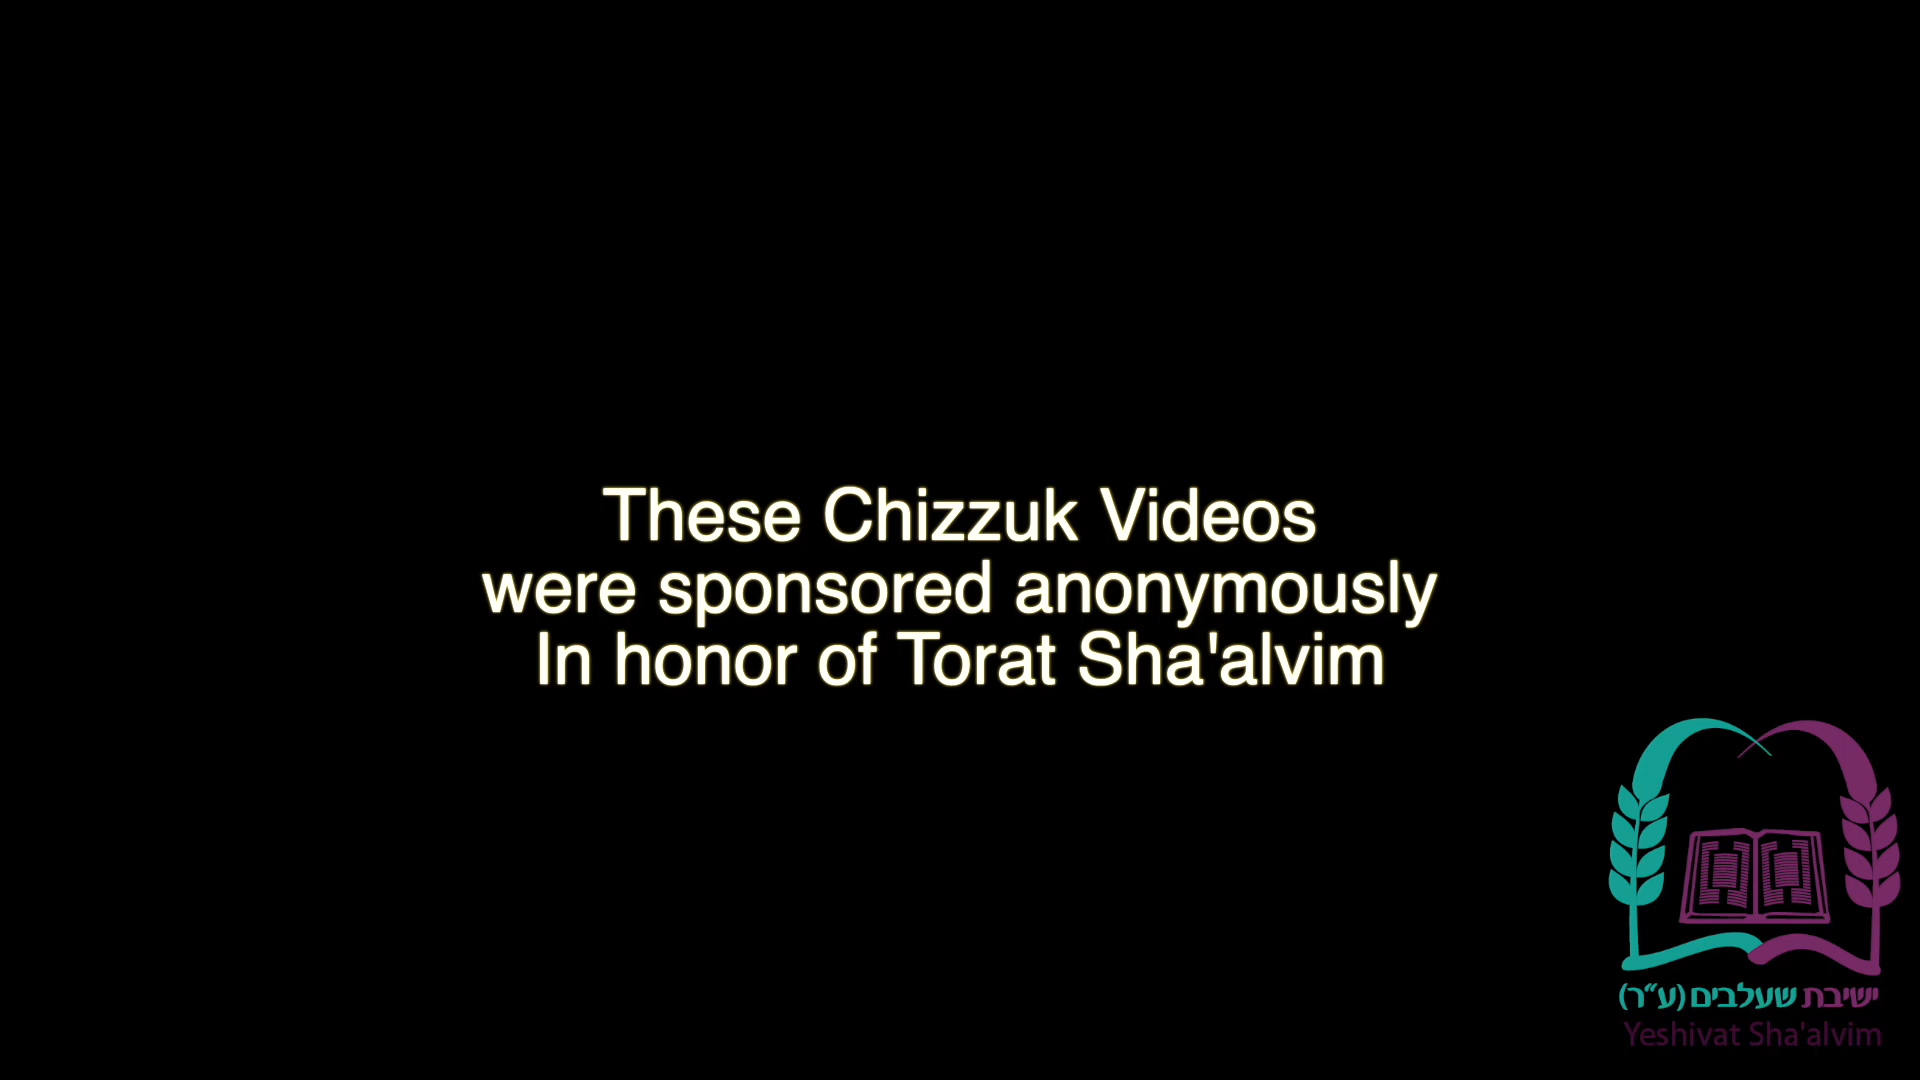 These Chizzuk Videos
were sponsored anonymously
In honor of Torat Sha'alvim
ישיבת שעלבים (ע"ר)
Yeshivat Sha'alvim